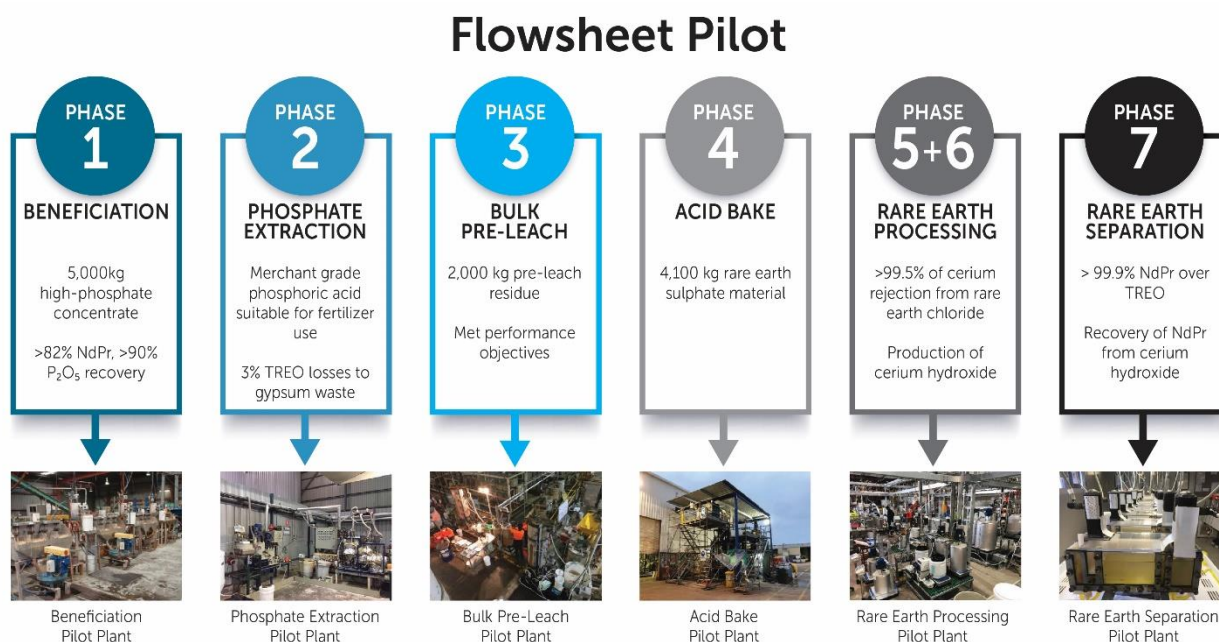 Flowsheet Pilot
PHASE
1
BENEFICIATION
5,000kg
high-phosphate
concentrate
>82% NdPr, >90%
P₂O₅ recovery
Beneficiation
Pilot Plant
PHASE
2
PHOSPHATE
EXTRACTION
Merchant grade
phosphoric acid
suitable for fertilizer
use
3% TREO losses to
gypsum waste
Phosphate Extraction
Pilot Plant
PHASE
3
BULK
PRE-LEACH
2,000 kg pre-leach
residue
Met performance
objectives
Bulk Pre-Leach
Pilot Plant
PHASE
4
ACID BAKE
4,100 kg rare earth
sulphate material
Acid Bake
Pilot Plant
PHASE
5+6
RARE EARTH
PROCESSING
>99.5% of cerium
rejection from rare
earth chloride
Production of
cerium hydroxide
Rare Earth Processing
Pilot Plant
PHASE
7
RARE EARTH
SEPARATION
> 99.9% NdPr over
TREO
Recovery of NdPr
from cerium
hydroxide
Rare Earth Separation
Pilot Plant